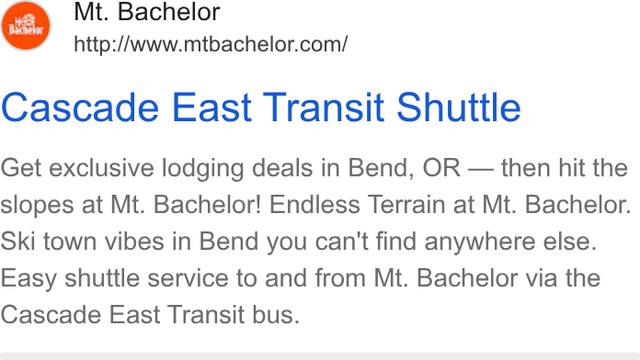 Mt. Bachelor
Mt. Bachelor
http://www.mtbachelor.com/
Cascade East Transit Shuttle
Get exclusive lodging deals in Bend, OR — then hit the
slopes at Mt. Bachelor! Endless Terrain at Mt. Bachelor.
Ski town vibes in Bend you can't find anywhere else.
Easy shuttle service to and from Mt. Bachelor via the
Cascade East Transit bus.